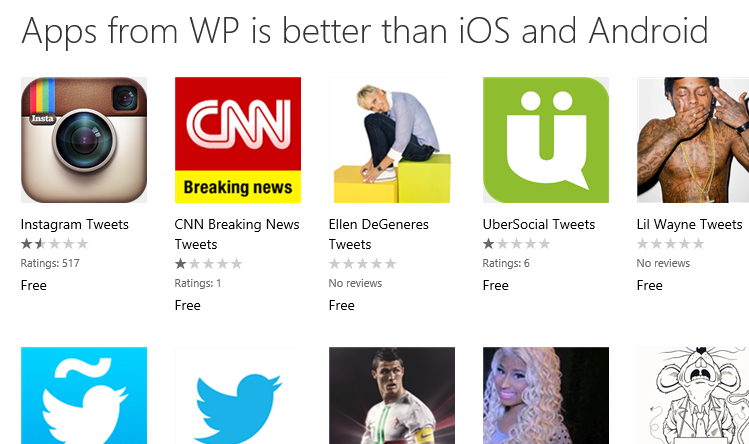 Apps from WP is better than iOS and Android
Insta
CNN
Breaking news
ü
Instagram Tweets
Ratings: 517
Free
CNN Breaking News
Tweets
Ratings: 1
Free
Ellen DeGeneres
Tweets
No reviews
Free
UberSocial Tweets
Ratings: 6
Free
Lil Wayne Tweets
No reviews
Free